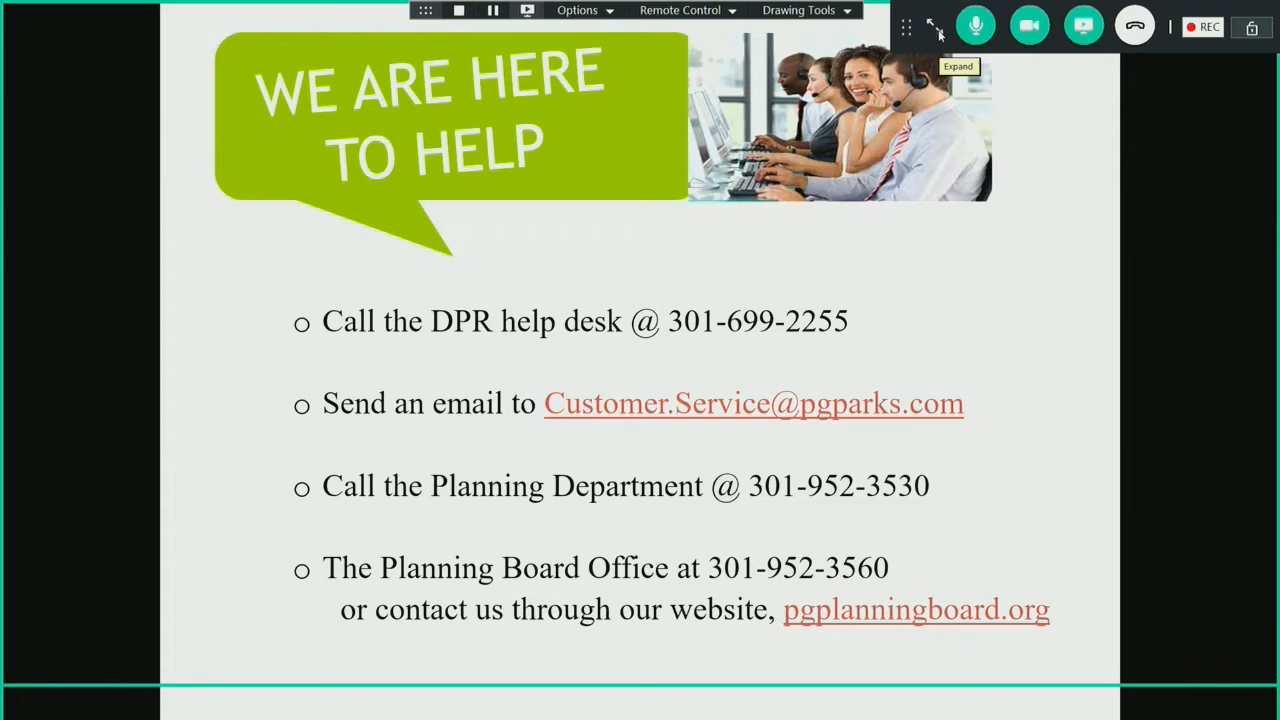 Options
Remote Control
Drawing Tools
REC
Expand
WE ARE HERE
TO HELP
o Call the DPR help desk @ 301-699-2255
o Send an email to Customer.Service@pgparks.com
o Call the Planning Department @ 301-952-3530
o The Planning Board Office at 301-952-3560
or contact us through our website, pgplanningboard.org